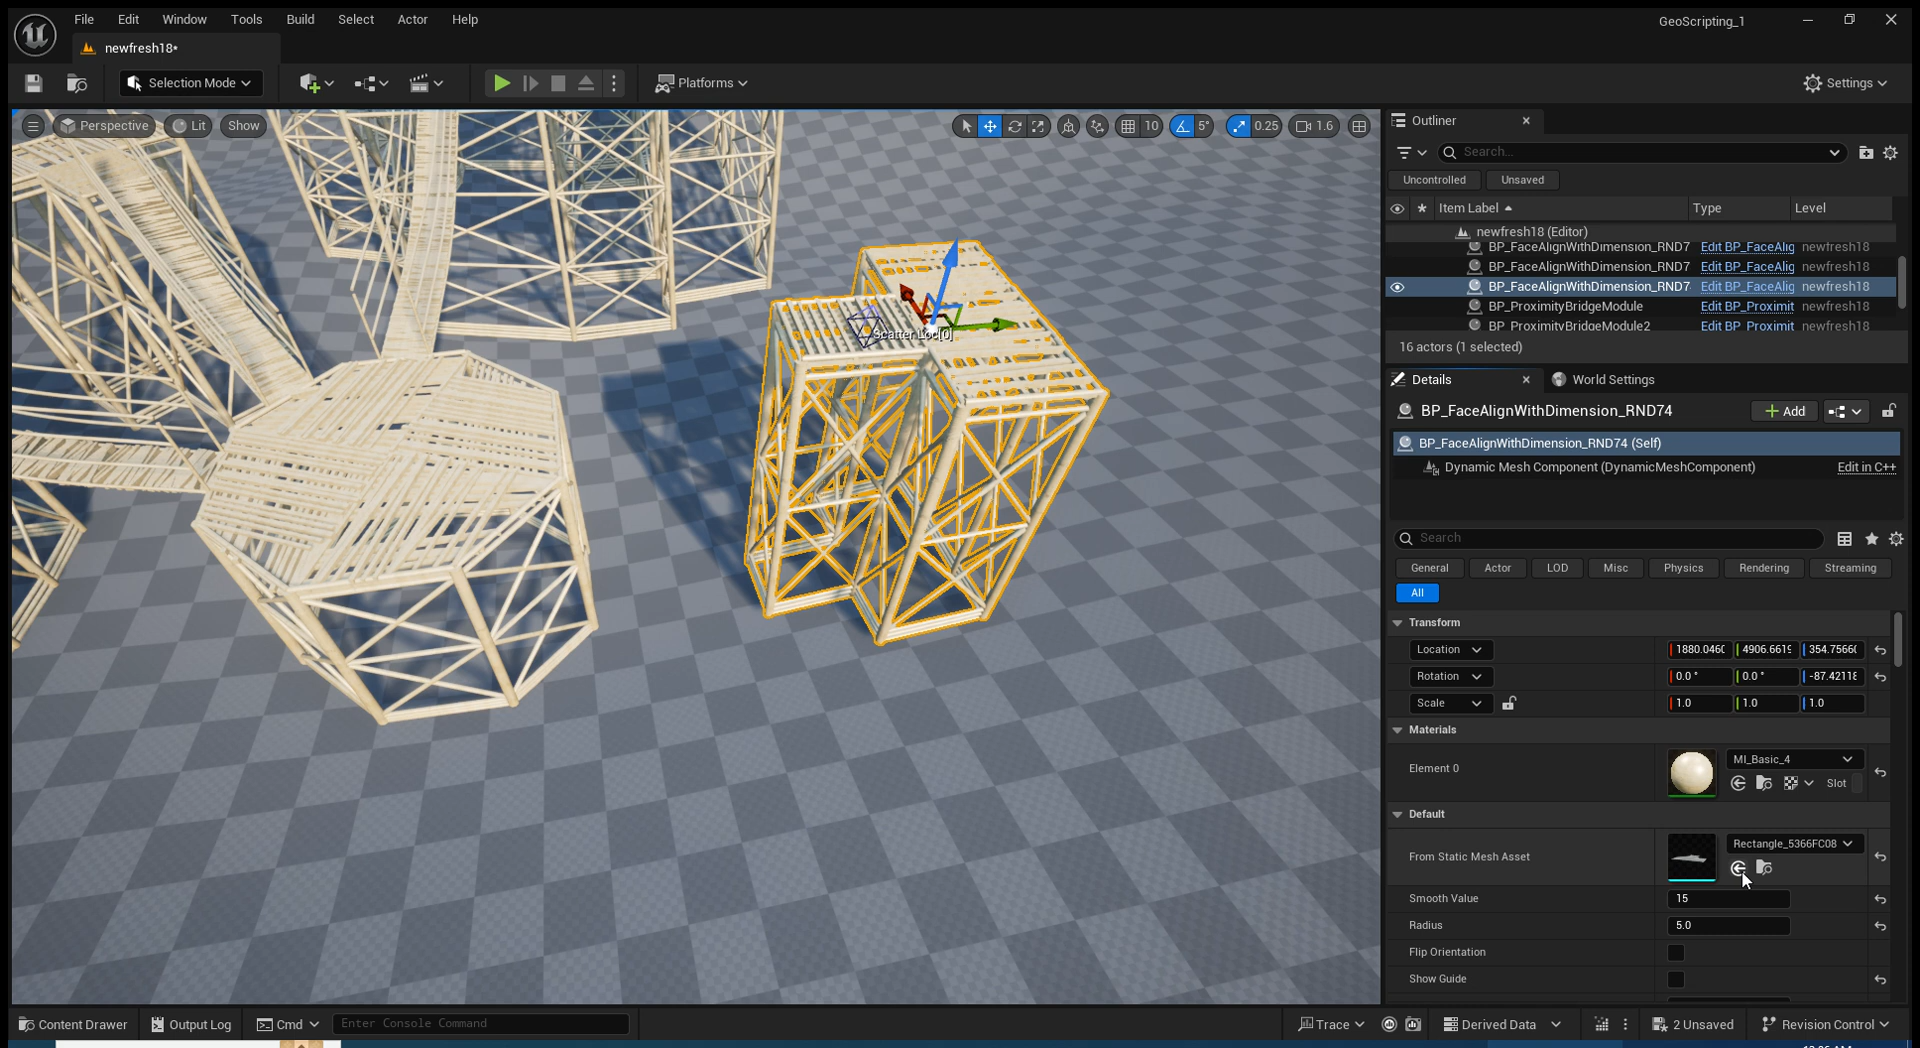 File Edit Window Tools Build Select Actor Help
GeoScripting_1
newfresh18*
Selection Mode
Platforms
Settings
Perspective Lit Show
10 5° 0.25 1.6
Outliner
Search...
Uncontrolled Unsaved
Item Label Type Level
newfresh18 (Editor)
BP_FaceAlignWithDimension_RND7 Edit BP_FaceAlig newfresh18
BP_FaceAlignWithDimension_RND7 Edit BP_FaceAlig newfresh18
BP_FaceAlignWithDimension_RND7 Edit BP_FaceAlig newfresh18
BP_ProximityBridgeModule Edit BP_Proximit newfresh18
BP_ProximityBridgeModule2 Edit BP_Proximit newfresh18
16 actors (1 selected)
Scatter Loc[0]
Details World Settings
BP_FaceAlignWithDimension_RND74
Add
BP_FaceAlignWithDimension_RND74 (Self)
Dynamic Mesh Component (DynamicMeshComponent) Edit in C++
Search
General Actor LOD Misc Physics Rendering Streaming
All
Transform
Location 1880.046 4906.661 354.7566
Rotation 0.0 ° 0.0 ° -87.4211
Scale 1.0 1.0 1.0
Materials
Element 0
MI_Basic_4
Slot
Default
From Static Mesh Asset
Rectangle_5366FC08
Smooth Value 15
Radius 5.0
Flip Orientation
Show Guide
Content Drawer Output Log Cmd Enter Console Command Trace Derived Data 2 Unsaved Revision Control